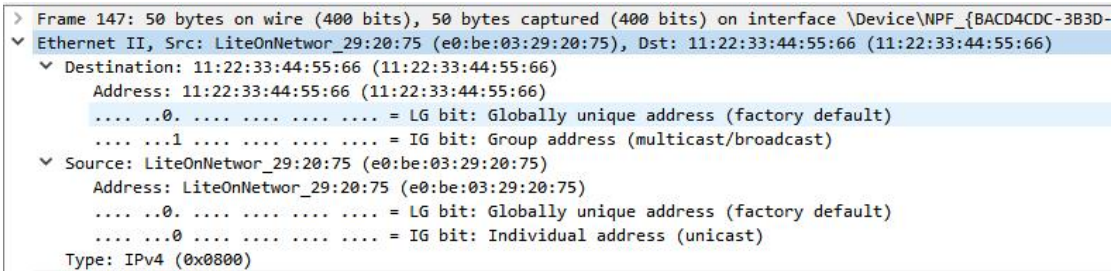 > Frame 147: 50 bytes on wire (400 bits), 50 bytes captured (400 bits) on interface \Device\NPF_{BACD4CDC-3B3D-
Ethernet II, Src: LiteOnNetwor_29:20:75 (e0:be:03:29:20:75), Dst: 11:22:33:44:55:66 (11:22:33:44:55:66)
Destination: 11:22:33:44:55:66 (11:22:33:44:55:66)
Address: 11:22:33:44:55:66 (11:22:33:44:55:66)
.... ..0. .... .... .... .... = LG bit: Globally unique address (factory default)
.... ...1 .... .... .... .... = IG bit: Group address (multicast/broadcast)
Source: LiteOnNetwor_29:20:75 (e0:be:03:29:20:75)
Address: LiteOnNetwor_29:20:75 (e0:be:03:29:20:75)
.... ..0. .... .... .... .... = LG bit: Globally unique address (factory default)
.... ...0 .... .... .... .... = IG bit: Individual address (unicast)
Type: IPv4 (0x0800)